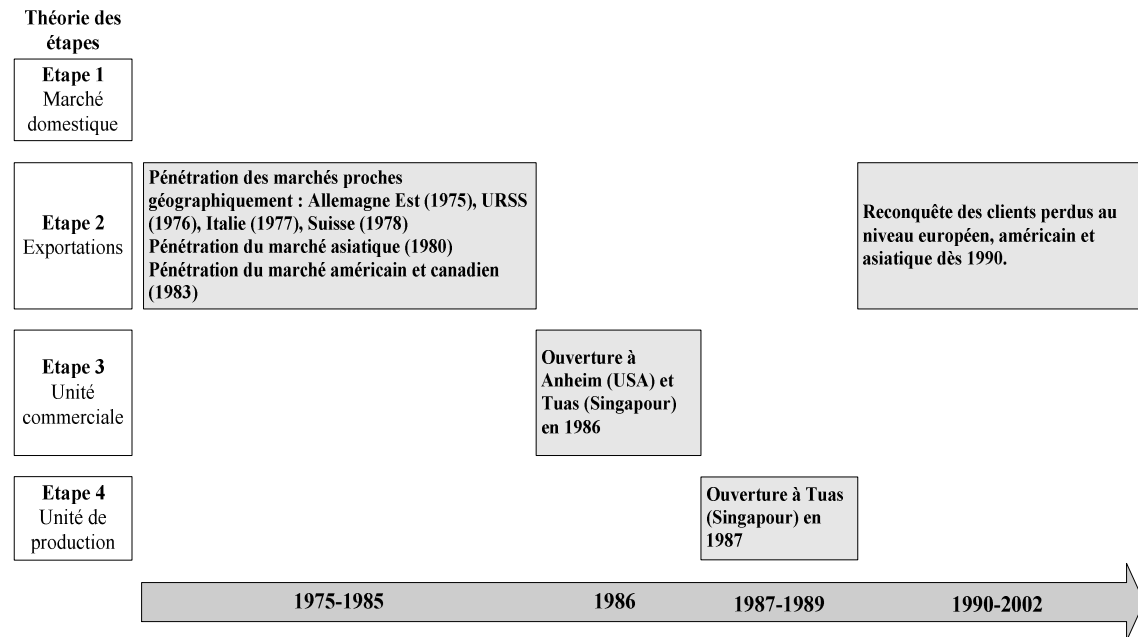 Théorie des
étapes
Etape 1
Marché
domestique
Etape 2
Exportations
Pénétration des marchés proches
géographiquement : Allemagne Est (1975), URSS
(1976), Italie (1977), Suisse (1978)
Pénétration du marché asiatique (1980)
Pénétration du marché américain et canadien
(1983)
Reconquête des clients perdus au
niveau européen, américain et
asiatique dès 1990.
Etape 3
Unité
commerciale
Ouverture à
Anheim (USA) et
Tuas (Singapour)
en 1986
Etape 4
Unité de
production
Ouverture à Tuas
(Singapour) en
1987
1975-1985
1986
1987-1989
1990-2002